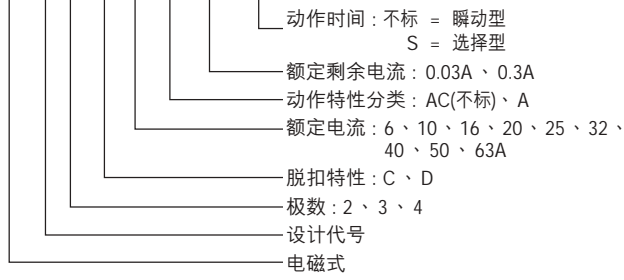 动作时间 : 不标 = 瞬动型
S = 选择型
额定剩余电流 : 0.03A 、 0.3A
动作特性分类 : AC(不标) 、 A
额定电流 : 6 、 10 、 16 、 20 、 25 、 32 、
40 、 50 、 63A
脱扣特性 : C 、 D
极数 : 2 、 3 、 4
设计代号
电磁式